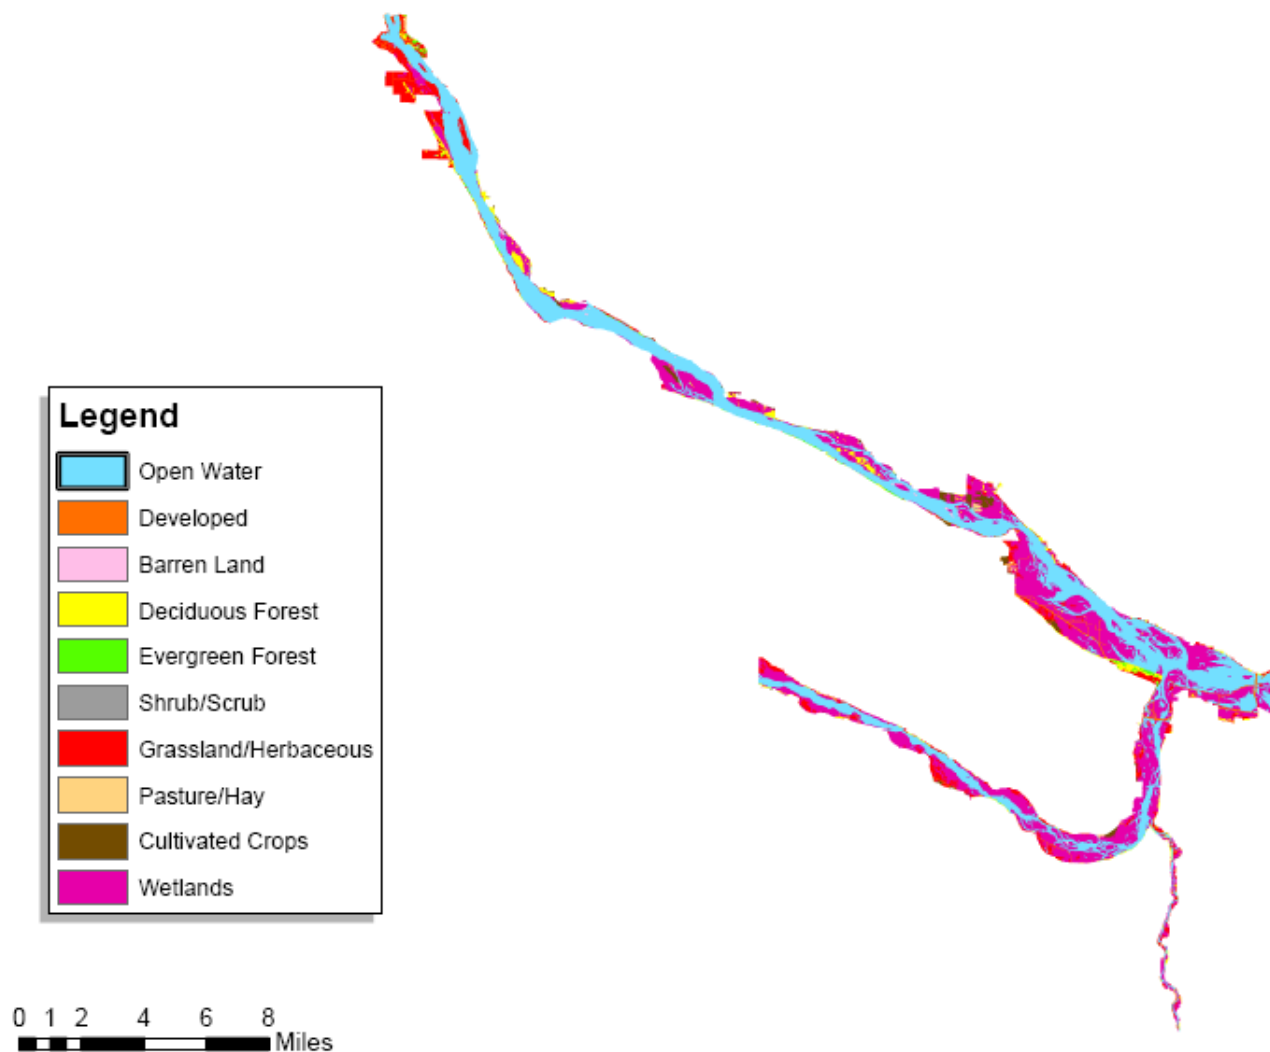 Legend
Open Water
Developed
Barren Land
Deciduous Forest
Evergreen Forest
Shrub/Scrub
Grassland/Herbaceous
Pasture/Hay
Cultivated Crops
Wetlands
0 1 2 4 6 8
Miles